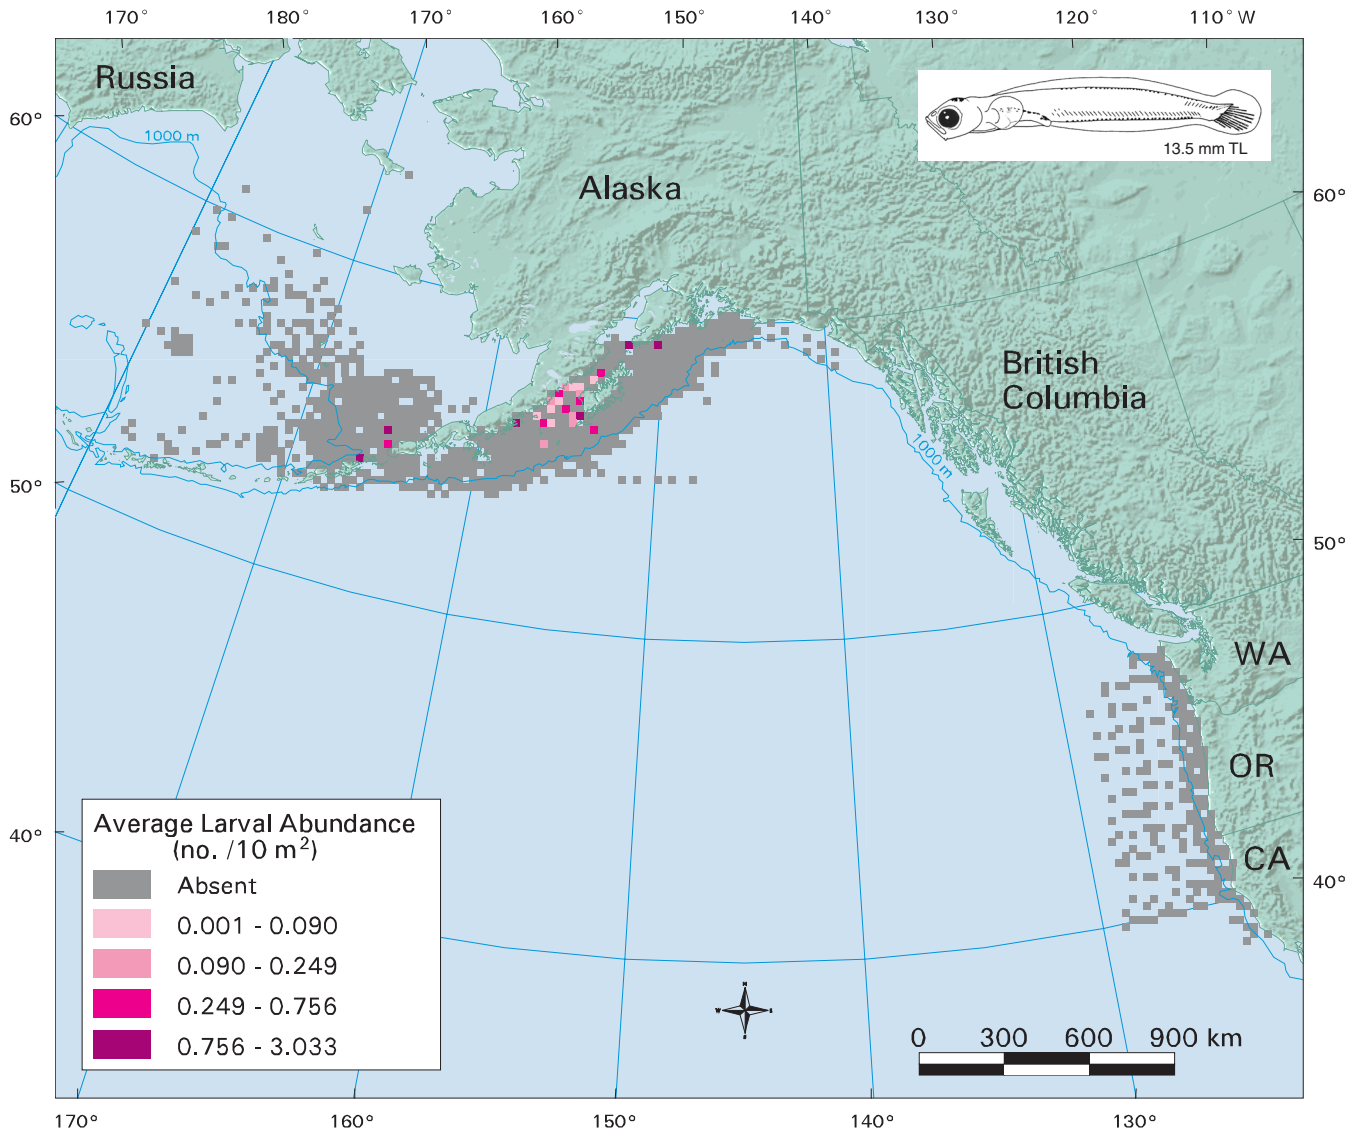 170° 180° 170° 160° 150° 140° 130° 120° 110° W
Russia
60°
1000 m
13.5 mm TL
Alaska
60°
British
Columbia
1000 m
50°
50°
WA
OR
CA
40°
40°
Average Larval Abundance
(no. /10 m²)
Absent
0.001 - 0.090
0.090 - 0.249
0.249 - 0.756
0.756 - 3.033
0 300 600 900 km
170° 160° 150° 140° 130°